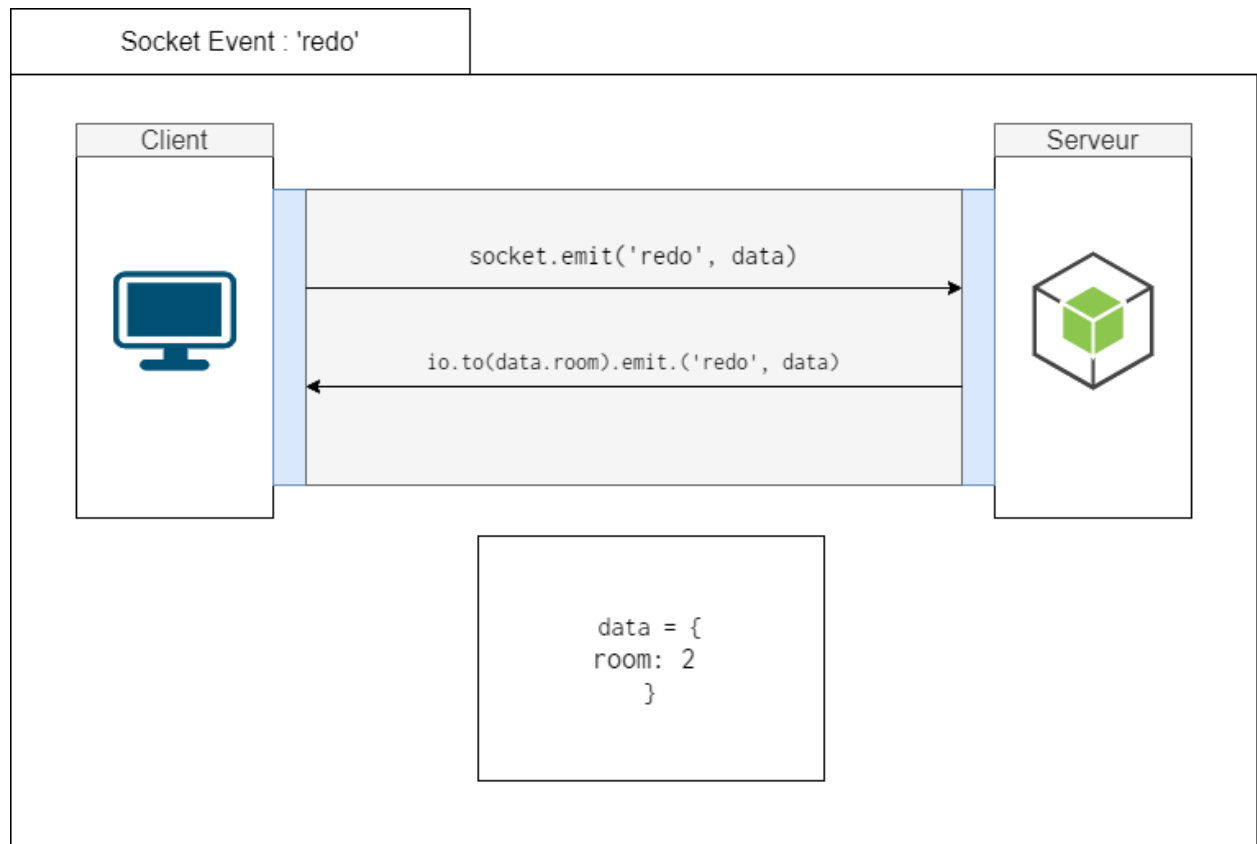 Socket Event : 'redo'
Client
Serveur
socket.emit('redo', data)
io.to(data.room).emit.('redo', data)
data = {
room: 2
}